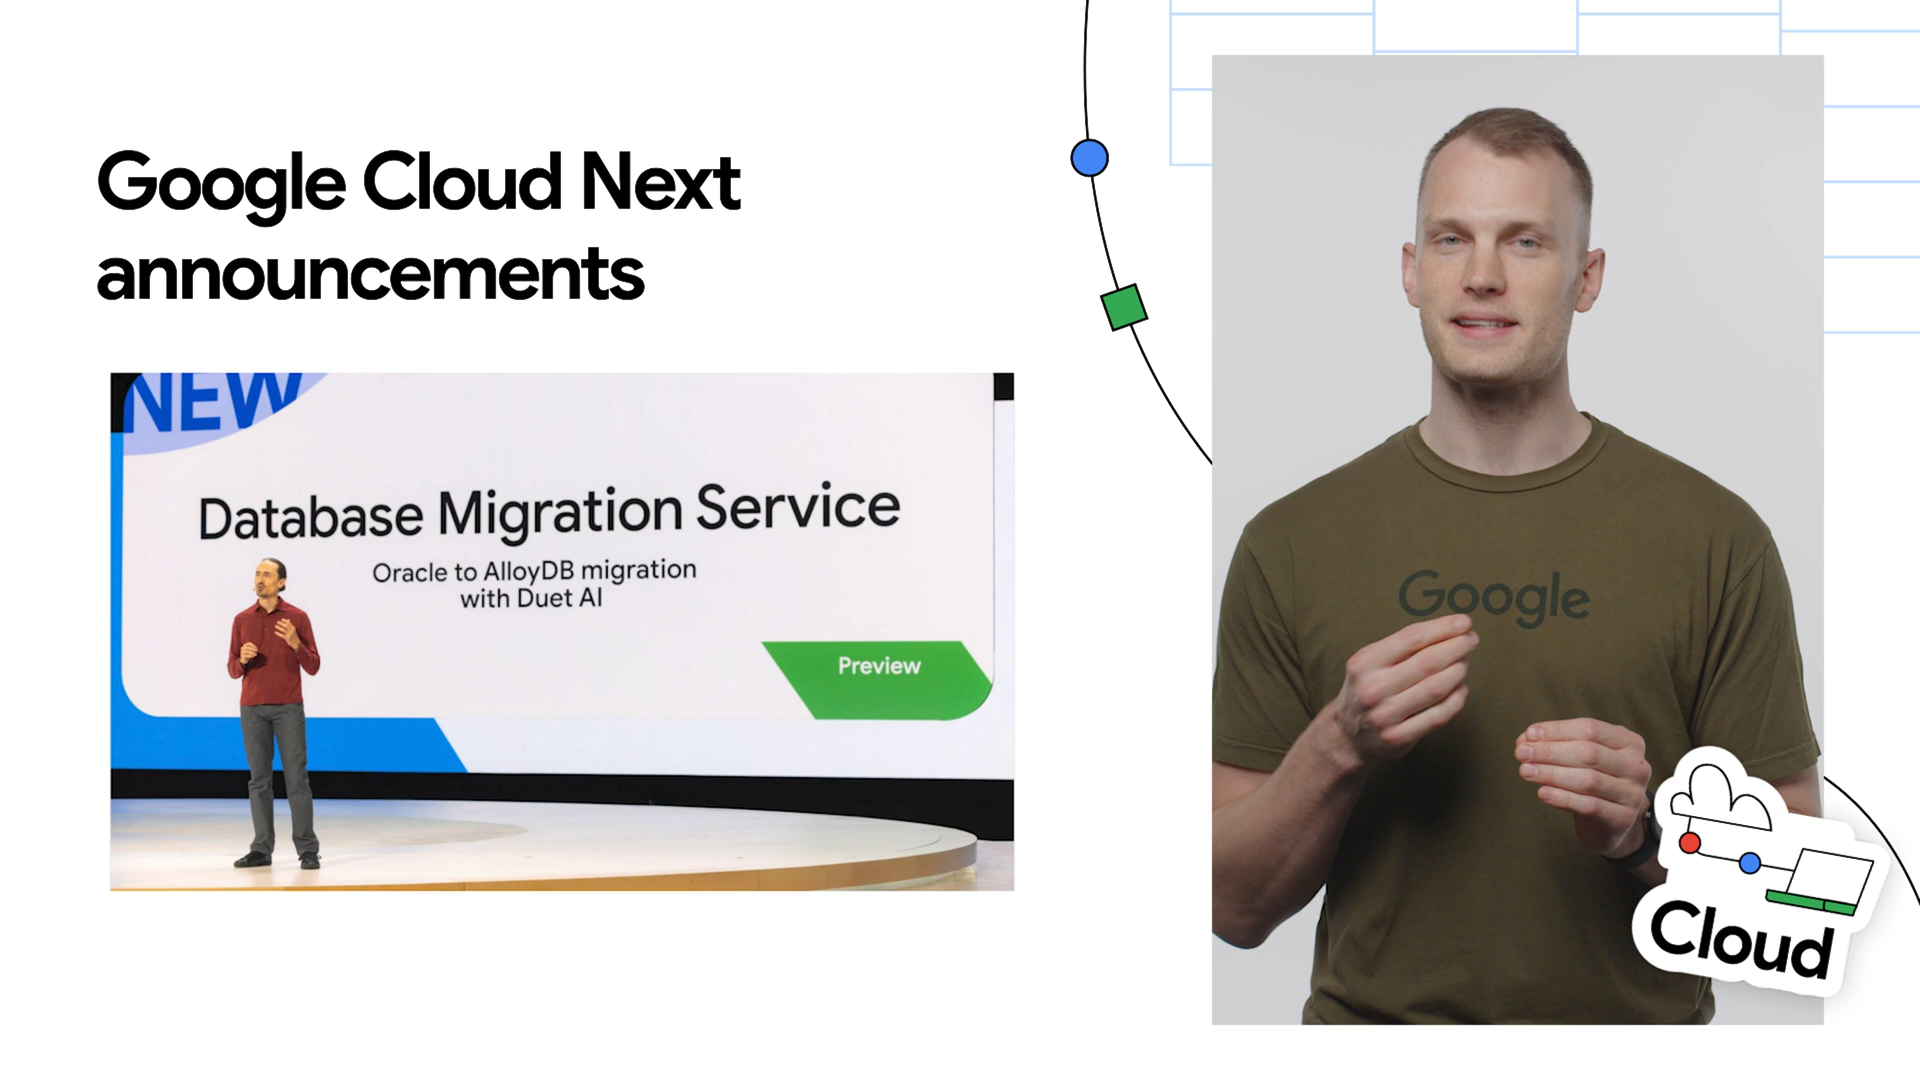 Google Cloud Next
announcements
NEW
Database Migration Service
Oracle to AlloyDB migration
with Duet AI
Preview
Google
Cloud